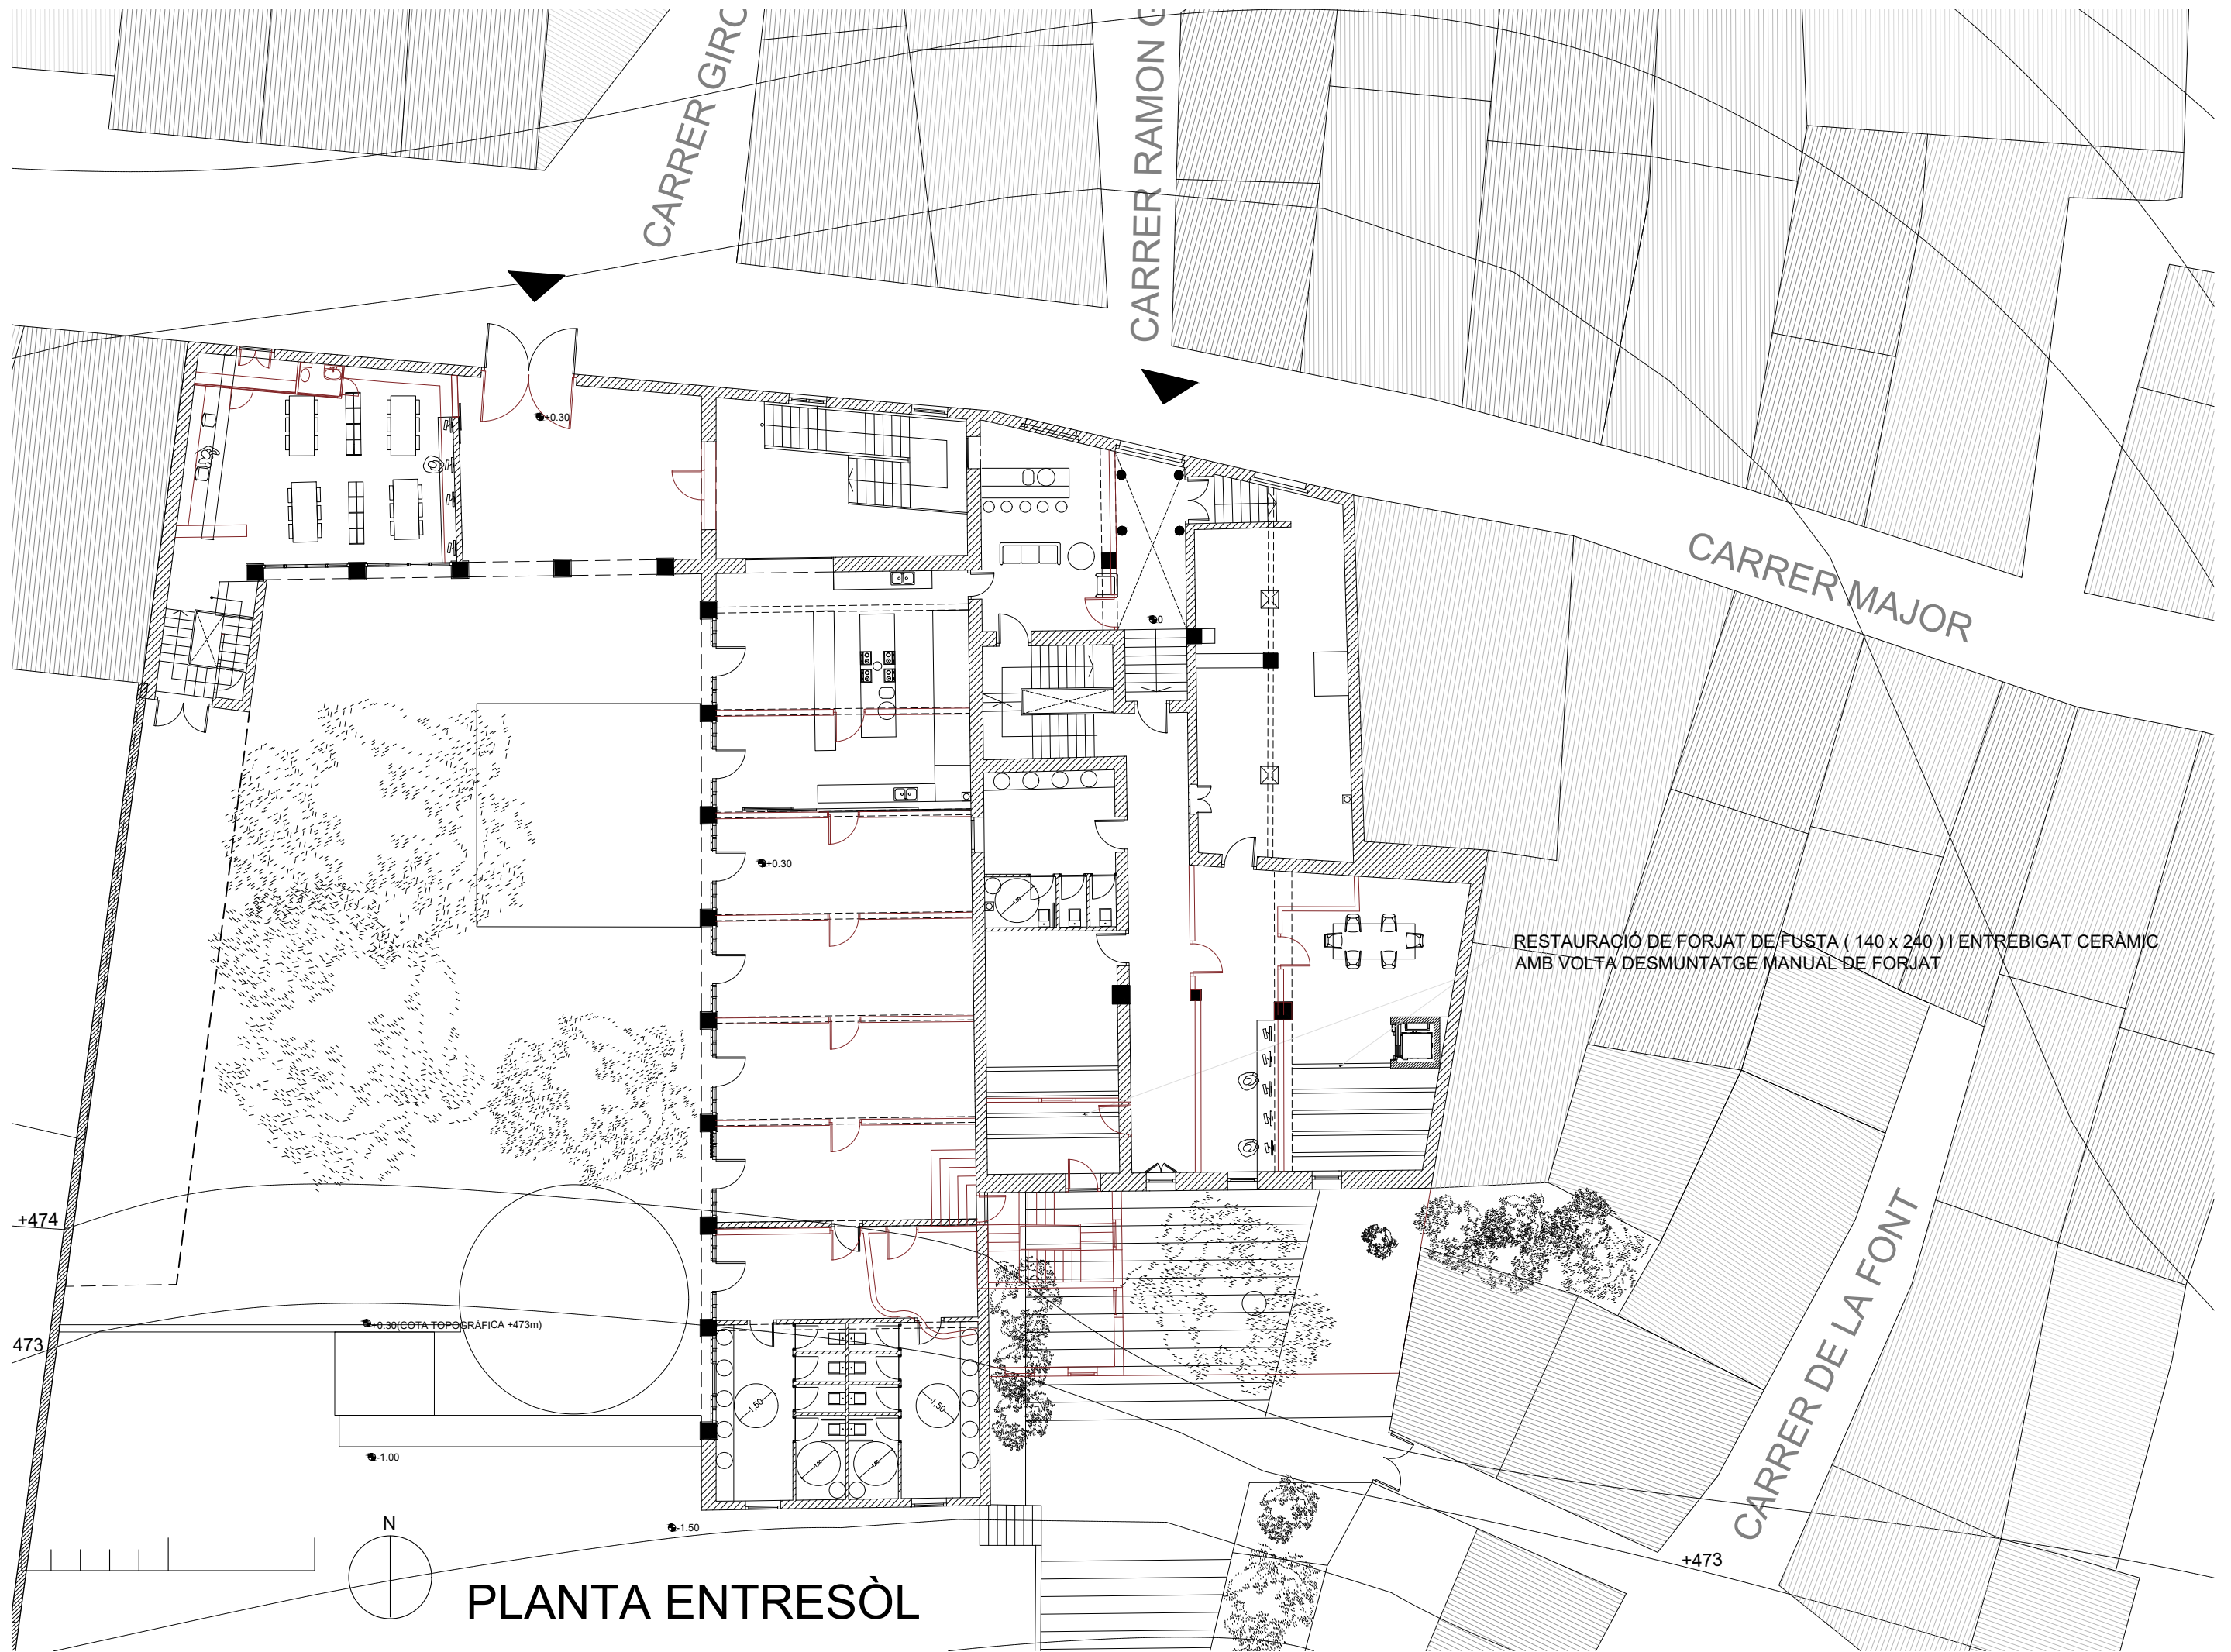 CARRER GIRO
CARRER RAMON G
+0.30
CARRER MAJOR
0
+0.30
RESTAURACIÓ DE FORJAT DE FUSTA ( 140 x 240 ) I ENTREBIGAT CERÀMIC
AMB VOLTA DESMUNTATGE MANUAL DE FORJAT
+474
+0.30(COTA TOPOGRÀFICA +473m)
473
CARRER DE LA FONT
1,50
1,50
-1.00
-1.50
N
+473
PLANTA ENTRESÒL